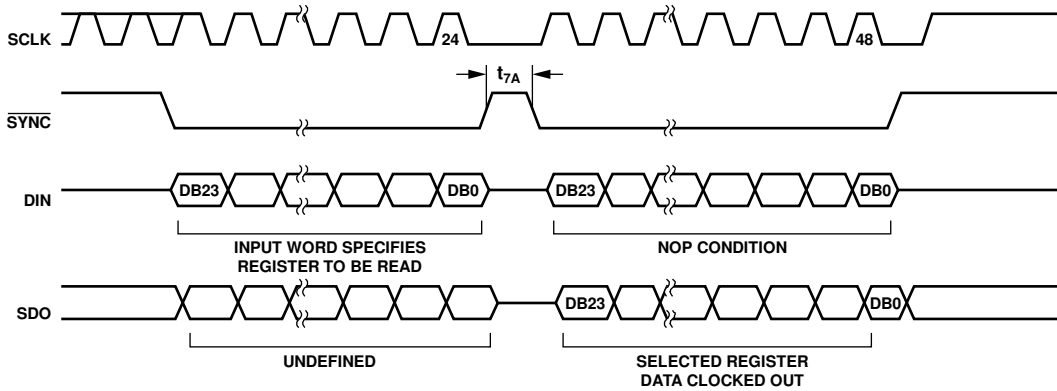 SCLK
24
48
t7A
SYNC
DIN
DB23
DB0
DB23
DB0
INPUT WORD SPECIFIES
REGISTER TO BE READ
NOP CONDITION
SDO
DB23
DB0
UNDEFINED
SELECTED REGISTER
DATA CLOCKED OUT